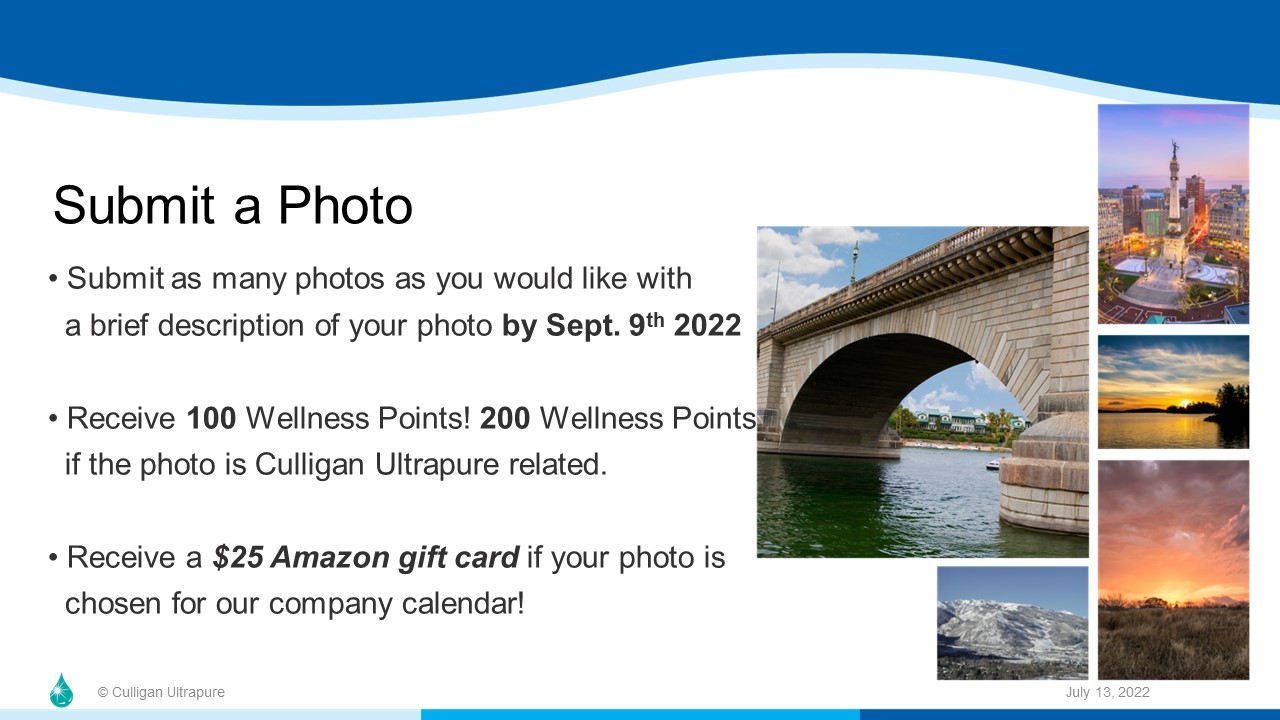 Submit a Photo
• Submit as many photos as you would like with
a brief description of your photo by Sept. 9th 2022
• Receive 100 Wellness Points! 200 Wellness Points
if the photo is Culligan Ultrapure related.
• Receive a $25 Amazon gift card if your photo is
chosen for our company calendar!
© Culligan Ultrapure
July 13, 2022